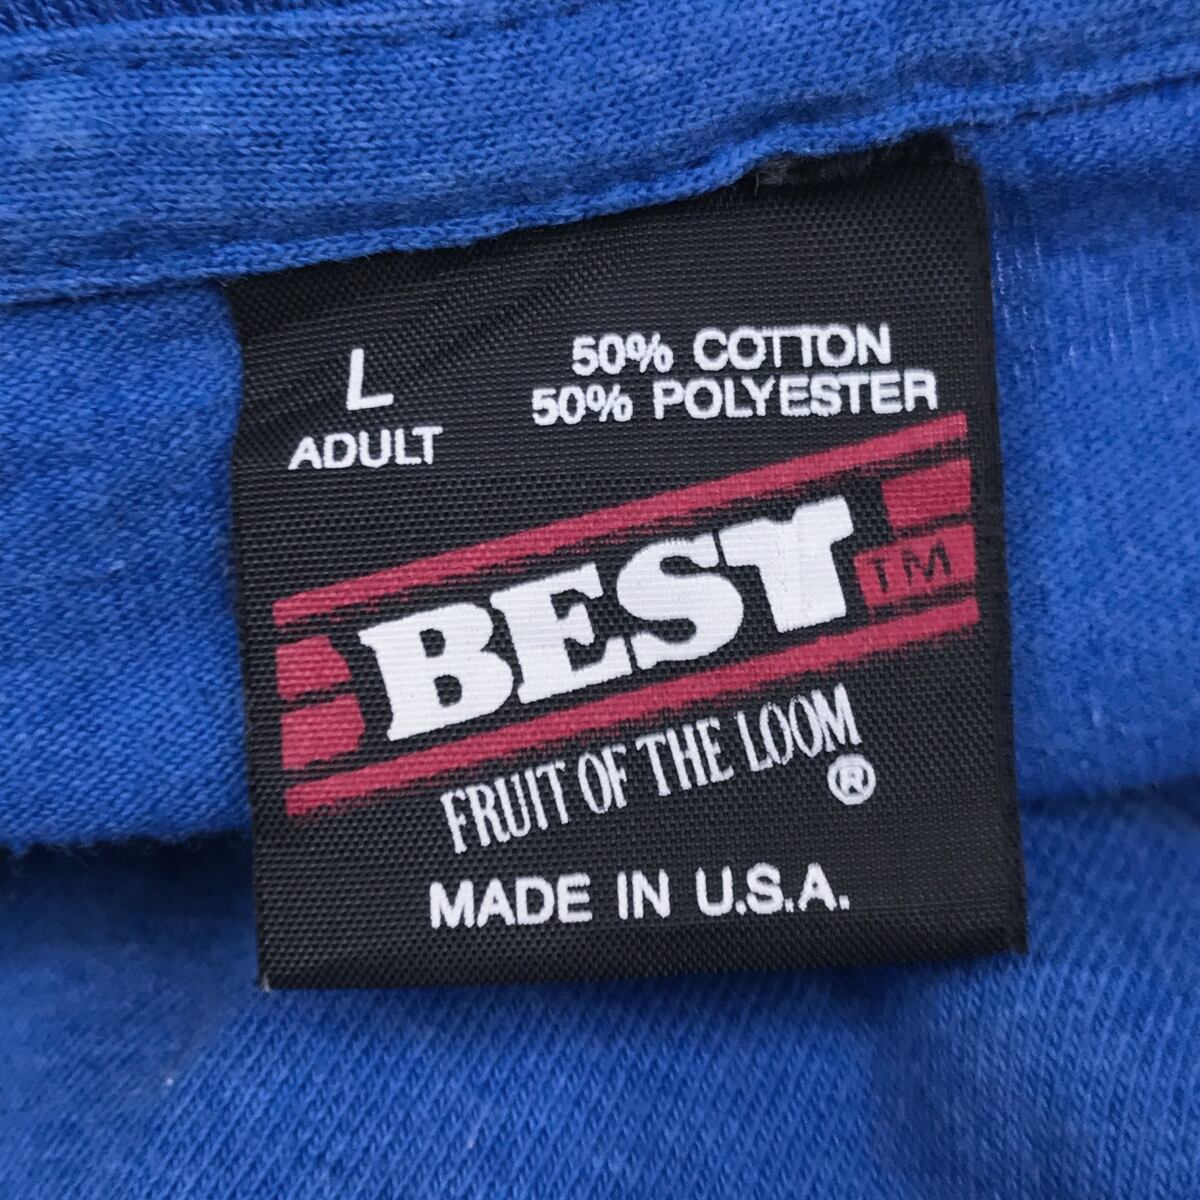 L
ADULT
50% COTTON
50% POLYESTER
BEST TM
FRUIT OF THE LOOM ®
MADE IN U.S.A.